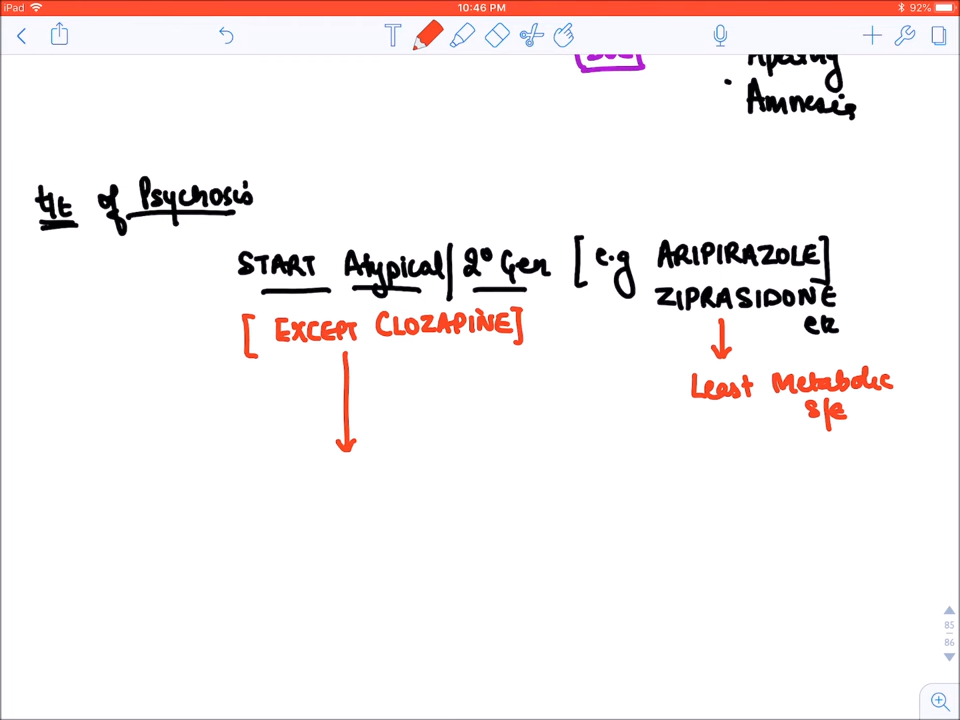 iPad 10:46 PM 92%
T
Amnesia
of Psychosis
START Atypical/2° Gen [e.g ARIPIRAZOLE]
ZIPRASIDONE
etc
[EXCEPT CLOZAPINE]
Least Metabolic
s/e
85
86